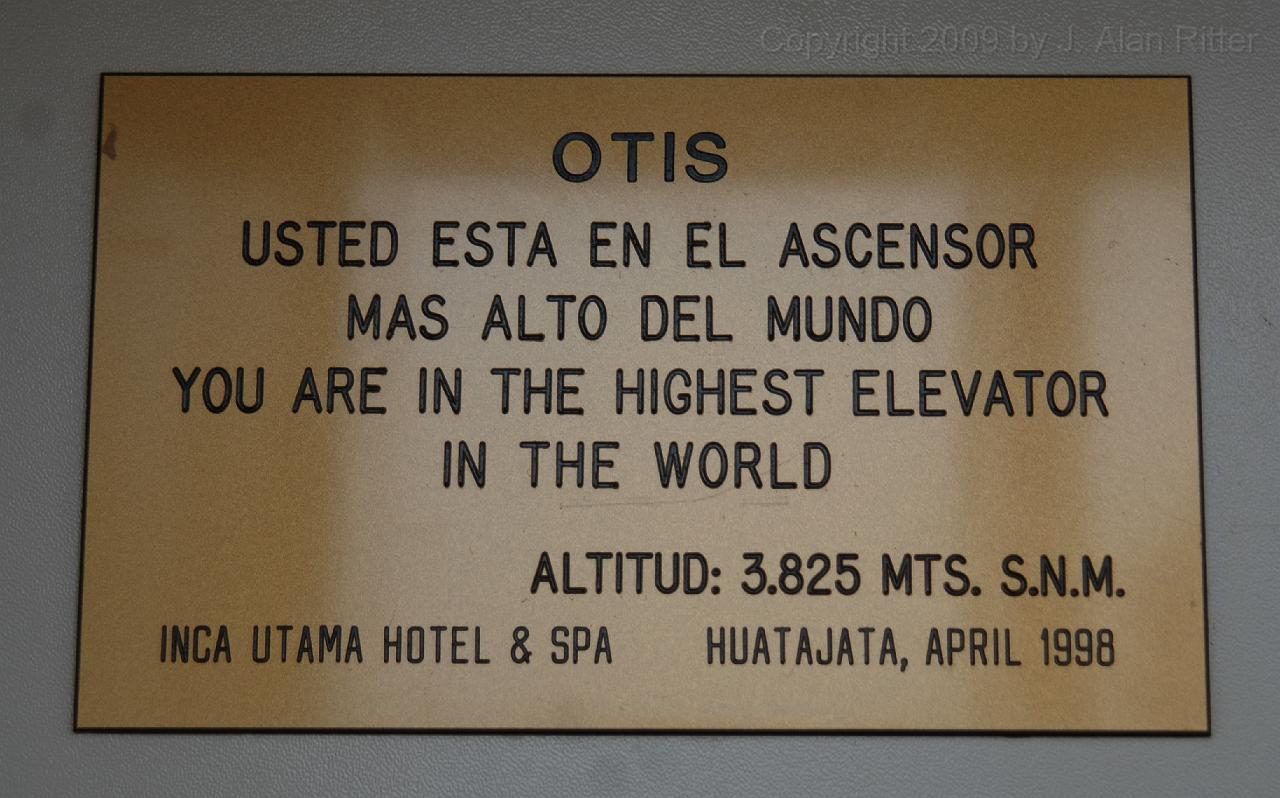 Copyright 2009 by J. Alan Ritter
OTIS
USTED ESTA EN EL ASCENSOR
MAS ALTO DEL MUNDO
YOU ARE IN THE HIGHEST ELEVATOR
IN THE WORLD
ALTITUD: 3.825 MTS. S.N.M.
INCA UTAMA HOTEL & SPA HUATAJATA, APRIL 1998